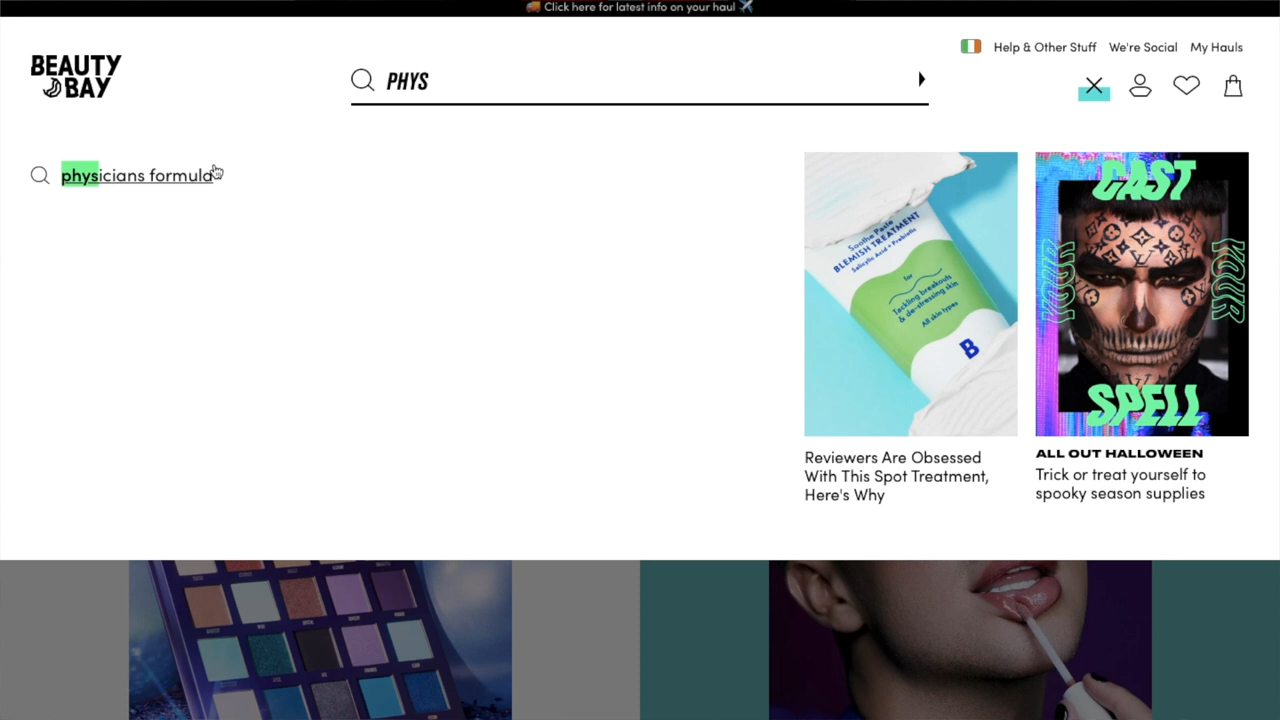 🚚 Click here for latest info on your haul ✈️
Help & Other Stuff We're Social My Hauls
BEAUTY
BAY
PHYS
physicians formula
Soothe Paste
BLEMISH TREATMENT
Salicylic Acid + Prebiotic
for
Tackling breakouts
& de-stressing skin
All skin types
B
CAST
YOUR
YOUR
SPELL
Reviewers Are Obsessed
With This Spot Treatment,
Here's Why
ALL OUT HALLOWEEN
Trick or treat yourself to
spooky season supplies